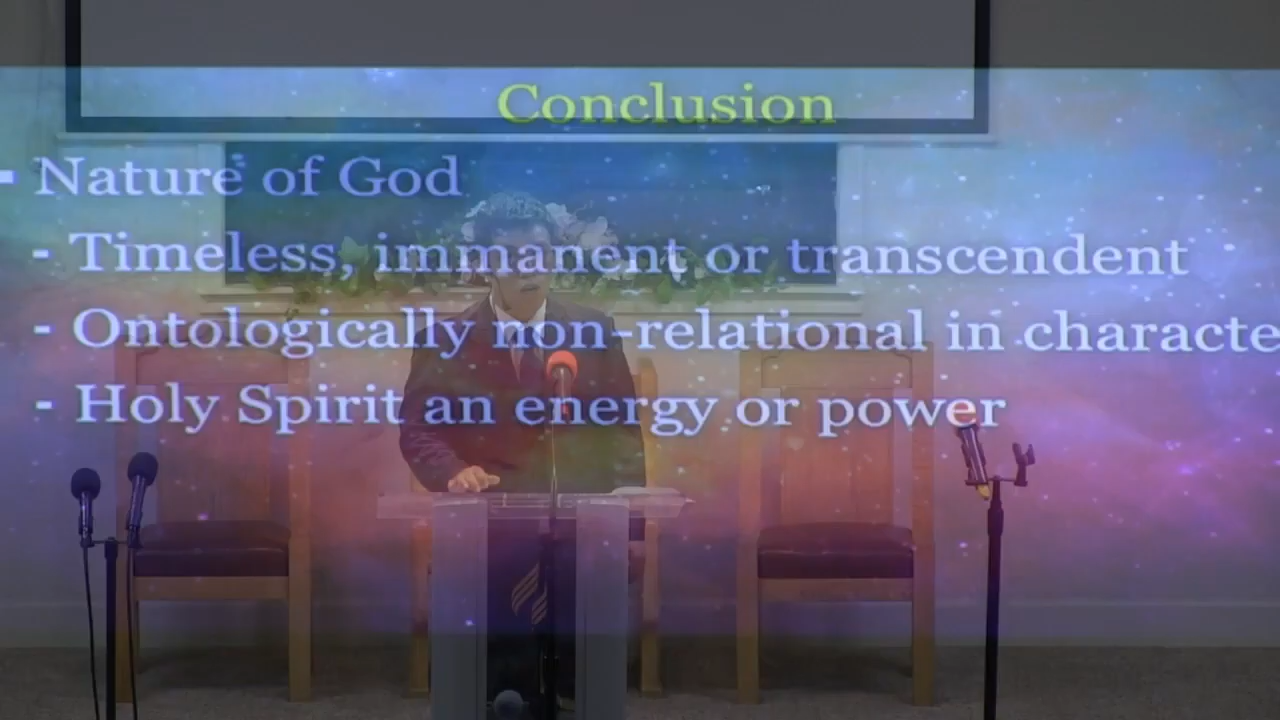 Conclusion
▪ Nature of God
- Timeless, immanent or transcendent
- Ontologically non-relational in characte
- Holy Spirit an energy or power